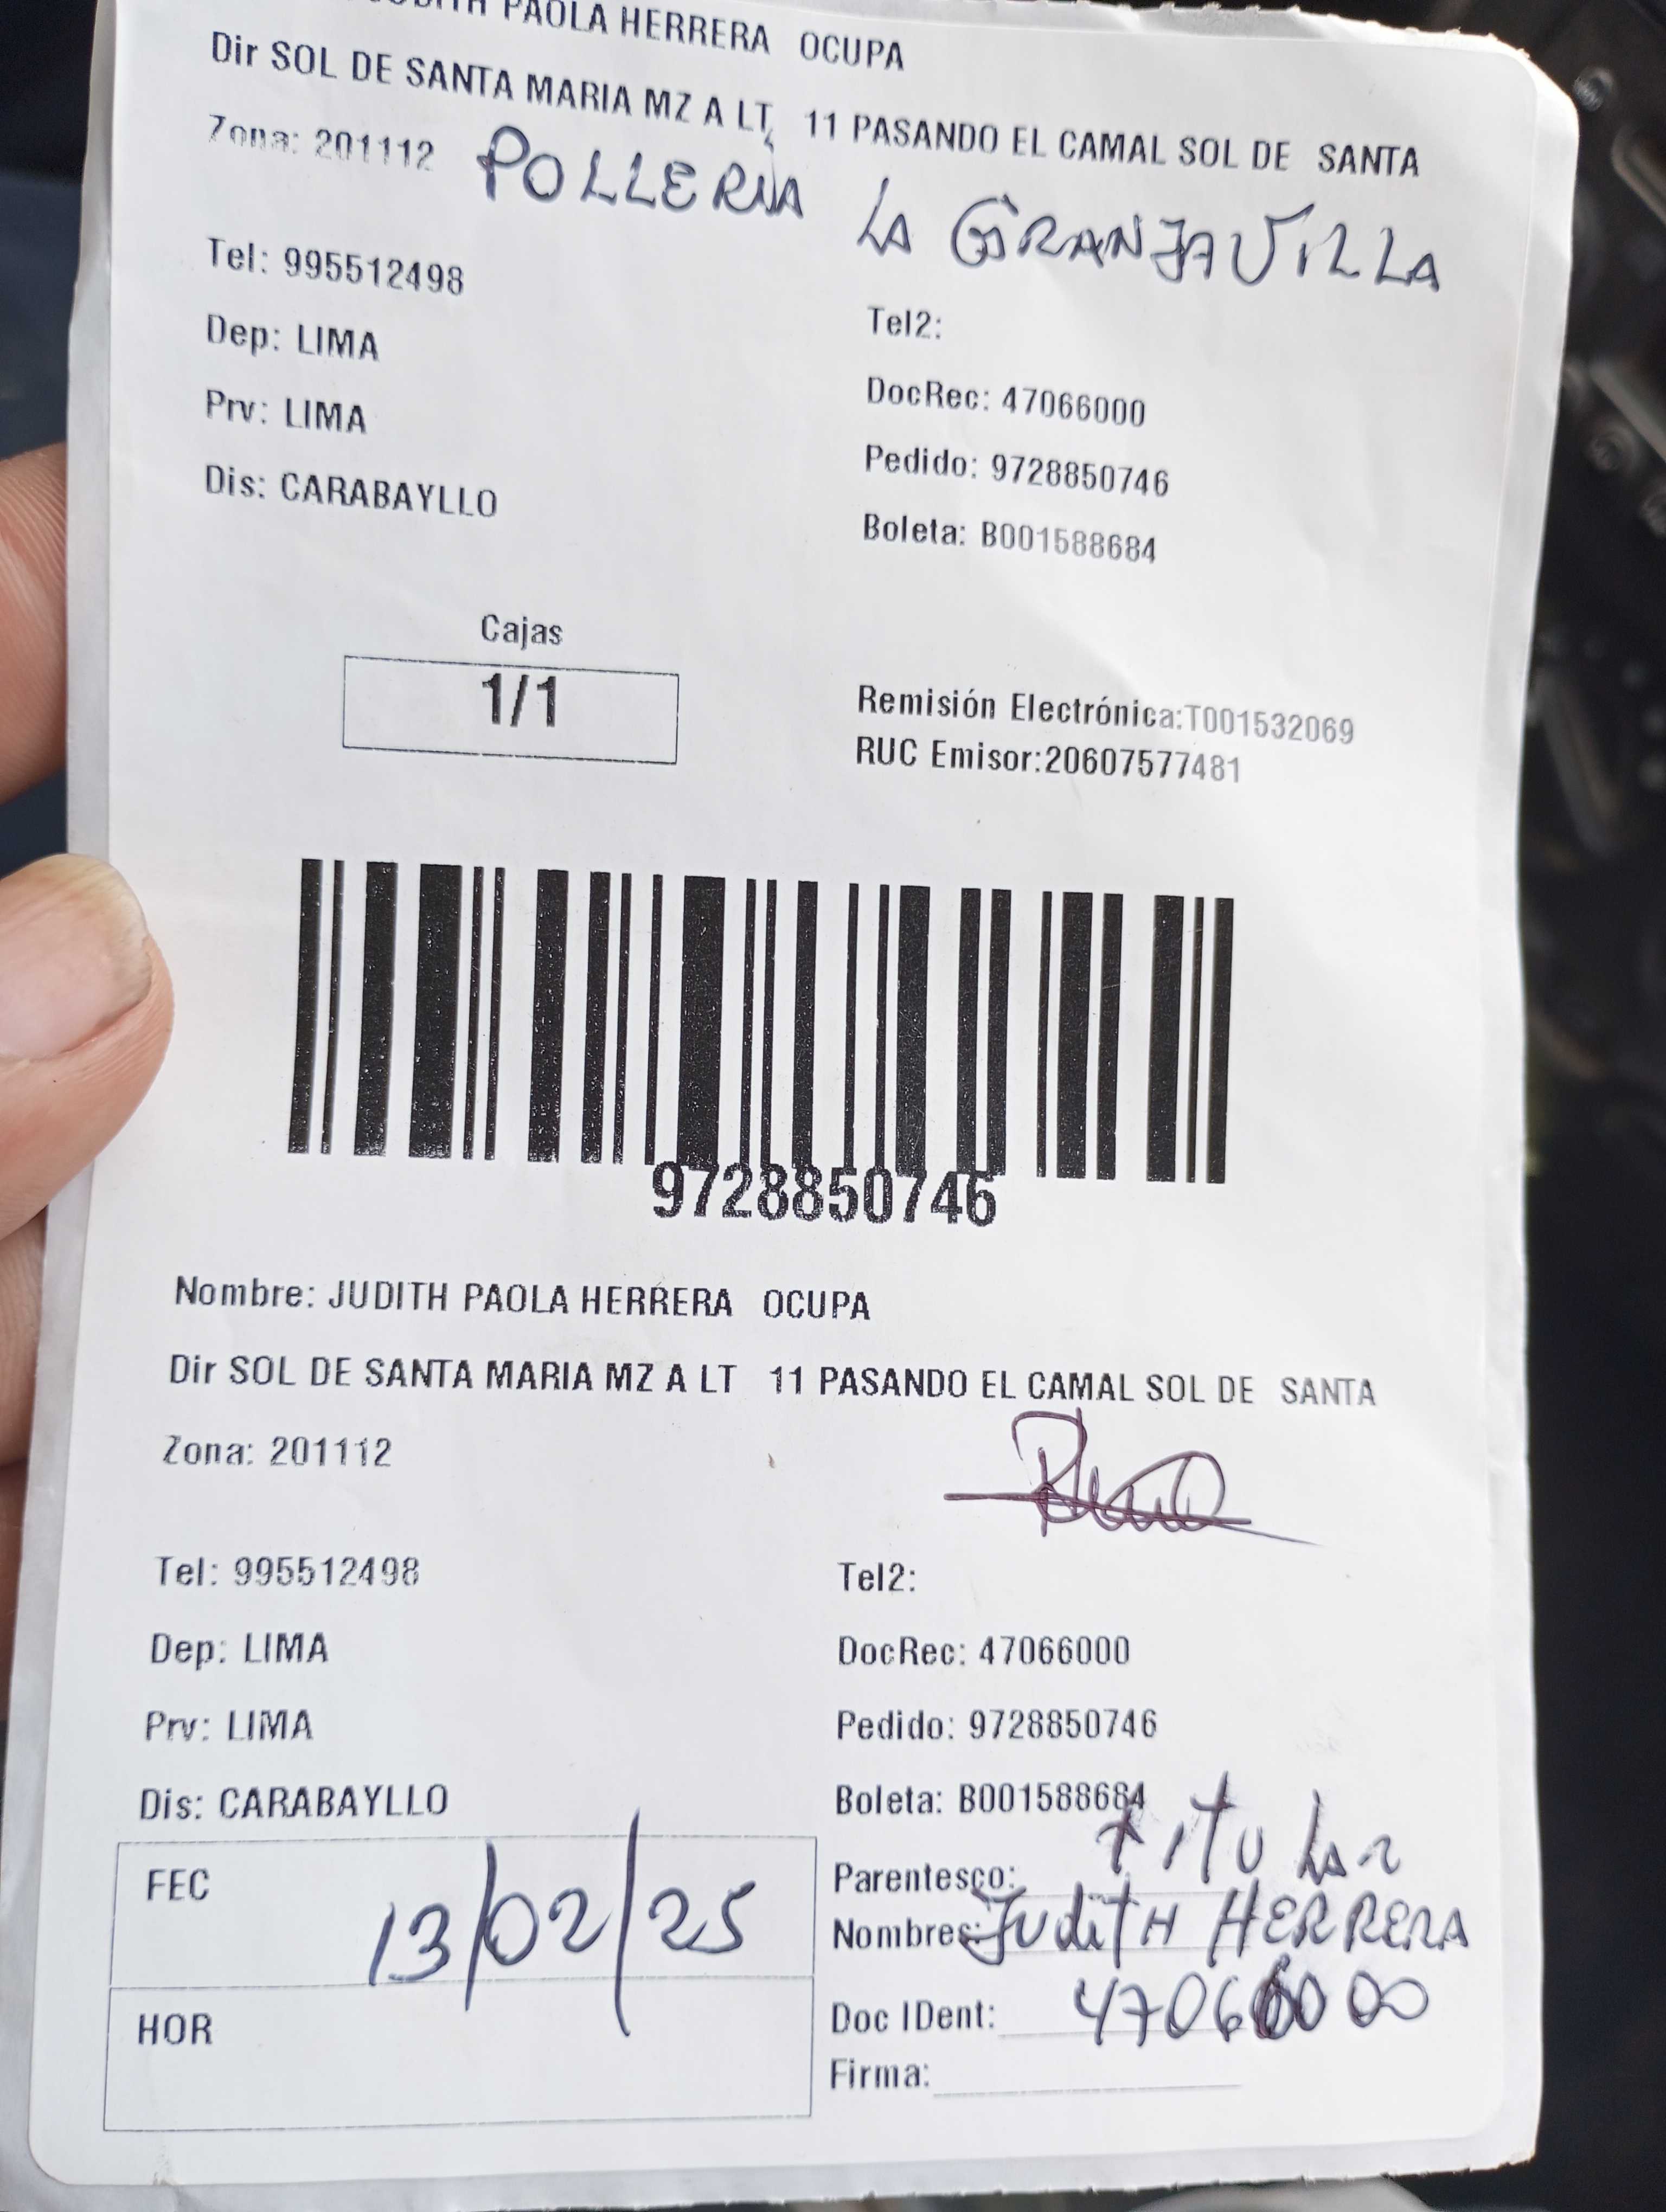 PAOLA HERRERA OCUPA
Dir SOL DE SANTA MARIA MZ A LT 11 PASANDO EL CAMAL SOL DE SANTA
Zona: 201112
POLLERIA LA GRANJAVILLA
Tel: 995512498
Tel2:
Dep: LIMA
DocRec: 47066000
Prv: LIMA
Pedido: 9728850746
Dis: CARABAYLLO
Boleta: B001588684
Cajas
1/1
Remisión Electrónica:T001532069
RUC Emisor:20607577481
9728850746
Nombre: JUDITH PAOLA HERRERA OCUPA
Dir SOL DE SANTA MARIA MZ A LT 11 PASANDO EL CAMAL SOL DE SANTA
Zona: 201112
Tel: 995512498
Tel2:
Dep: LIMA
DocRec: 47066000
Prv: LIMA
Pedido: 9728850746
Dis: CARABAYLLO
Boleta: B001588684
FEC 13/02/25
Parentesco: titular
Nombres: Judith HERRERA
HOR
Doc IDent: 47066000
Firma: